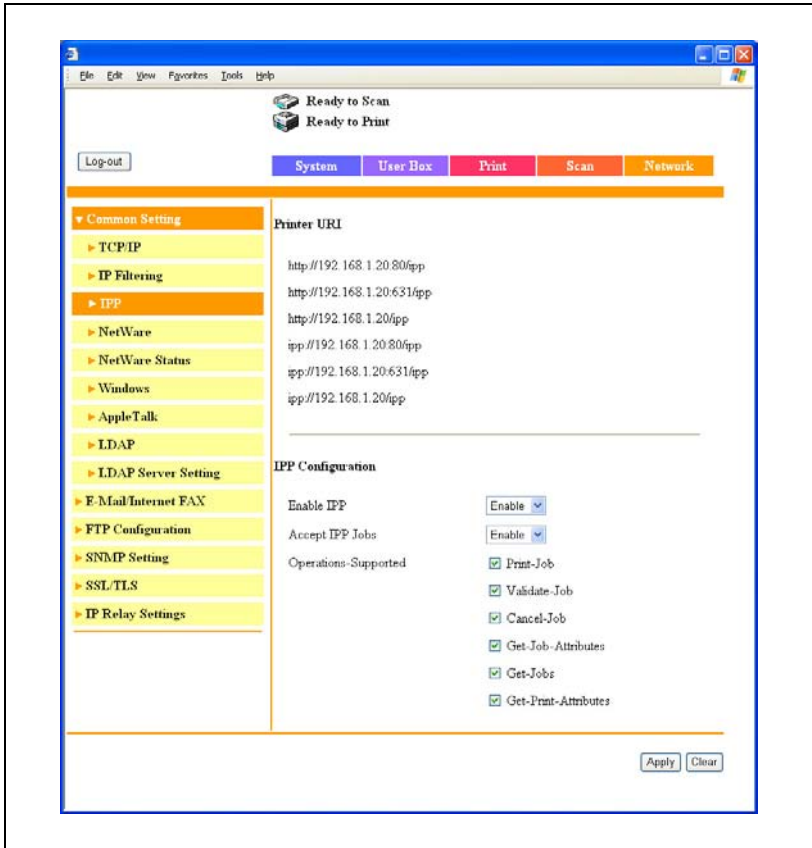 File Edit View Favorites Tools Help
Ready to Scan
Ready to Print
Log-out
System User Box Print Scan Network
Common Setting
TCP/IP
IP Filtering
IPP
NetWare
NetWare Status
Windows
AppleTalk
LDAP
LDAP Server Setting
E-Mail/Internet FAX
FTP Configuration
SNMP Setting
SSL/TLS
IP Relay Settings
Printer URI
http://192.168.1.20:80/ipp
http://192.168.1.20:631/ipp
http://192.168.1.20/ipp
ipp://192.168.1.20:80/ipp
ipp://192.168.1.20:631/ipp
ipp://192.168.1.20/ipp
IPP Configuration
Enable IPP Enable
Accept IPP Jobs Enable
Operations-Supported Print-Job
Validate-Job
Cancel-Job
Get-Job-Attributes
Get-Jobs
Get-Print-Attributes
Apply Clear